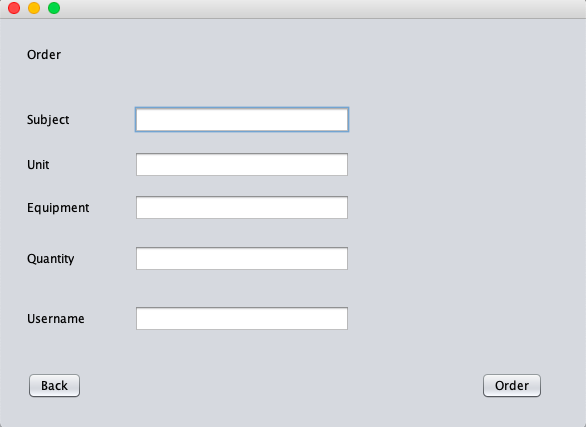 Order
Subject
Unit
Equipment
Quantity
Username
Back Order